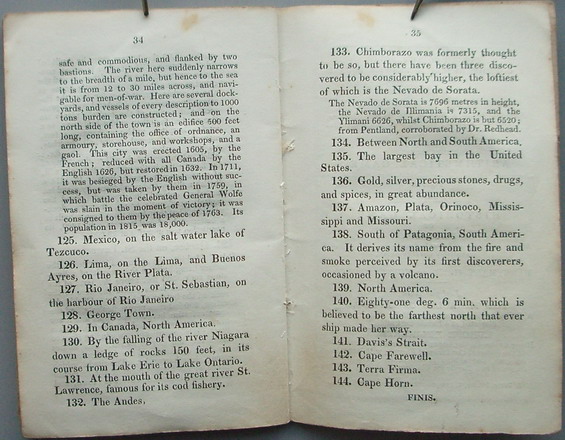 34
safe and commodious, and flanked by two
bastions. The river here suddenly narrows
to the breadth of a mile, but hence to the sea
it is from 12 to 30 miles across, and navi-
gable for men-of-war. Here are several dock-
yards, and vessels of every description to 1000
tons burden are constructed; and on the
north side of the town is an edifice 600 feet
long, containing the office of ordnance, an
armoury, storehouse, and workshops, and a
gaol. This city was erected 1605, by the
French; reduced with all Canada by the
English 1626, but restored in 1632. In 1711,
it was besieged by the English without suc-
cess, but was taken by them in 1759, in
which battle the celebrated General Wolfe
was slain in the moment of victory; it was
consigned to them by the peace of 1763. Its
population in 1815 was 18,000.
125. Mexico, on the salt water lake of
Tezcuco.
126. Lima, on the Lima, and Buenos
Ayres, on the River Plata.
127. Rio Janeiro, or St. Sebastian, on
the harbour of Rio Janeiro
128. George Town.
129. In Canada, North America.
130. By the falling of the river Niagara
down a ledge of rocks 150 feet, in its
course from Lake Erie to Lake Ontario.
131. At the mouth of the great river St.
Lawrence, famous for its cod fishery.
132. The Andes.
35
133. Chimborazo was formerly thought
to be so, but there have been three disco-
vered to be considerably higher, the loftiest
of which is the Nevado de Sorata.
The Nevado de Sorata is 7696 metres in height,
the Nevado de Illimania is 7315, and the
Ylimani 6626, whilst Chimborazo is but 6530;
from Pentland, corroborated by Dr. Redhead.
134. Between North and South America.
135. The largest bay in the United
States.
136. Gold, silver, precious stones, drugs,
and spices, in great abundance.
137. Amazon, Plata, Orinoco, Missis-
sippi and Missouri.
138. South of Patagonia, South Ameri-
ca. It derives its name from the fire and
smoke perceived by its first discoverers,
occasioned by a volcano.
139. North America.
140. Eighty-one deg. 6 min. which is
believed to be the farthest north that ever
ship made her way.
141. Davis's Strait.
142. Cape Farewell.
143. Terra Firma.
144. Cape Horn.
FINIS.